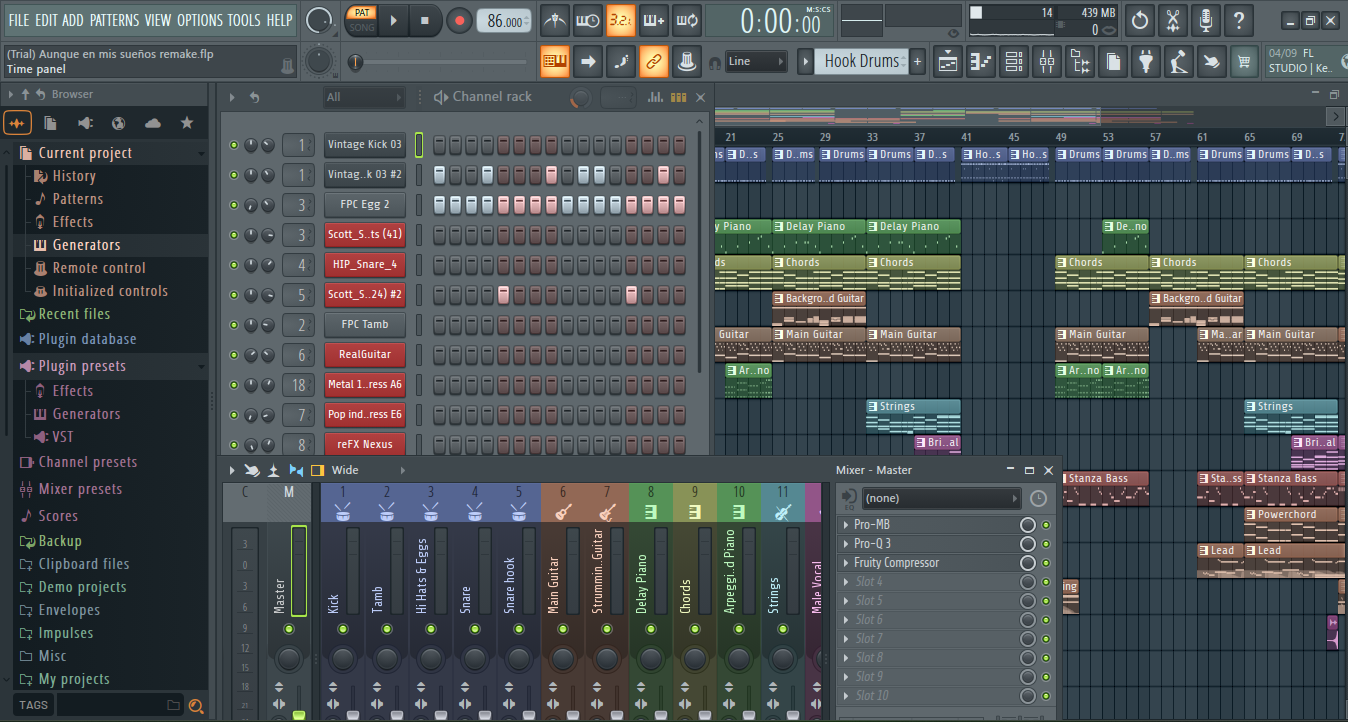 FILE EDIT ADD PATTERNS VIEW OPTIONS TOOLS HELP
PAT
SONG
86.000
3.2.
0:00:00
M:S:CS
14
439 MB
0
(Trial) Aunque en mis sueños remake.flp
Time panel
Line
Hook Drums
04/09 FL
STUDIO | Ke..
Browser
Current project
History
Patterns
Effects
Generators
Remote control
Initialized controls
Recent files
Plugin database
Plugin presets
Effects
Generators
VST
Channel presets
Mixer presets
Scores
Backup
Clipboard files
Demo projects
Envelopes
Impulses
Misc
My projects
TAGS
All
Channel rack
1 Vintage Kick 03
1 Vintag..k 03 #2
3 FPC Egg 2
3 Scott_S..ts (41)
4 HIP_Snare_4
5 Scott_S..24) #2
2 FPC Tamb
6 RealGuitar
18 Metal 1..ress A6
7 Pop ind..ress E6
8 reFX Nexus
21 25 29 33 37 41 45 49 53 57 61 65 69
D..s D..ms Drums Drums D..s Ho..s Ho..s Drums Drums D..ms Drums Drums D..s
y Piano Delay Piano Delay Piano De..no
ds Chords Chords Chords Chords Chords
Backgro..d Guitar Backgro..d Guitar
Guitar Main Guitar Main Guitar Main Guitar Ma..ar Main Guitar
Ar..no Ar..no Ar..no
Strings Strings
Bri..al Bri..al
Stanza Bass Sta..ss Stanza Bass
Powerchord
Lead Lead
ing
Wide
Mixer - Master
C M 1 2 3 4 5 6 7 8 9 10 11
3
0
3
6
9
12
15
18
21
Master
Kick
Tamb
Hi Hats & Eggs
Snare
Snare hook
Main Guitar
Strummin..Guitar
Delay Piano
Chords
Arpeggi..d Piano
Strings
Male Vocal
(none)
EQ
Pro-MB
Pro-Q 3
Fruity Compressor
Slot 4
Slot 5
Slot 6
Slot 7
Slot 8
Slot 9
Slot 10